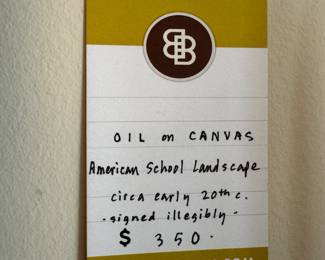 OIL on CANVAS
American School Landscape
circa early 20th c.
- signed illegibly -
$ 350.